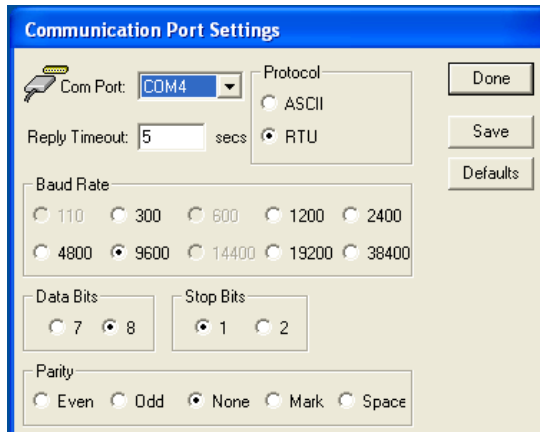 Communication Port Settings
Com Port: COM4
Reply Timeout: 5 secs
Protocol
ASCII
RTU
Done
Save
Defaults
Baud Rate
110 300 600 1200 2400
4800 9600 14400 19200 38400
Data Bits
7 8
Stop Bits
1 2
Parity
Even Odd None Mark Space